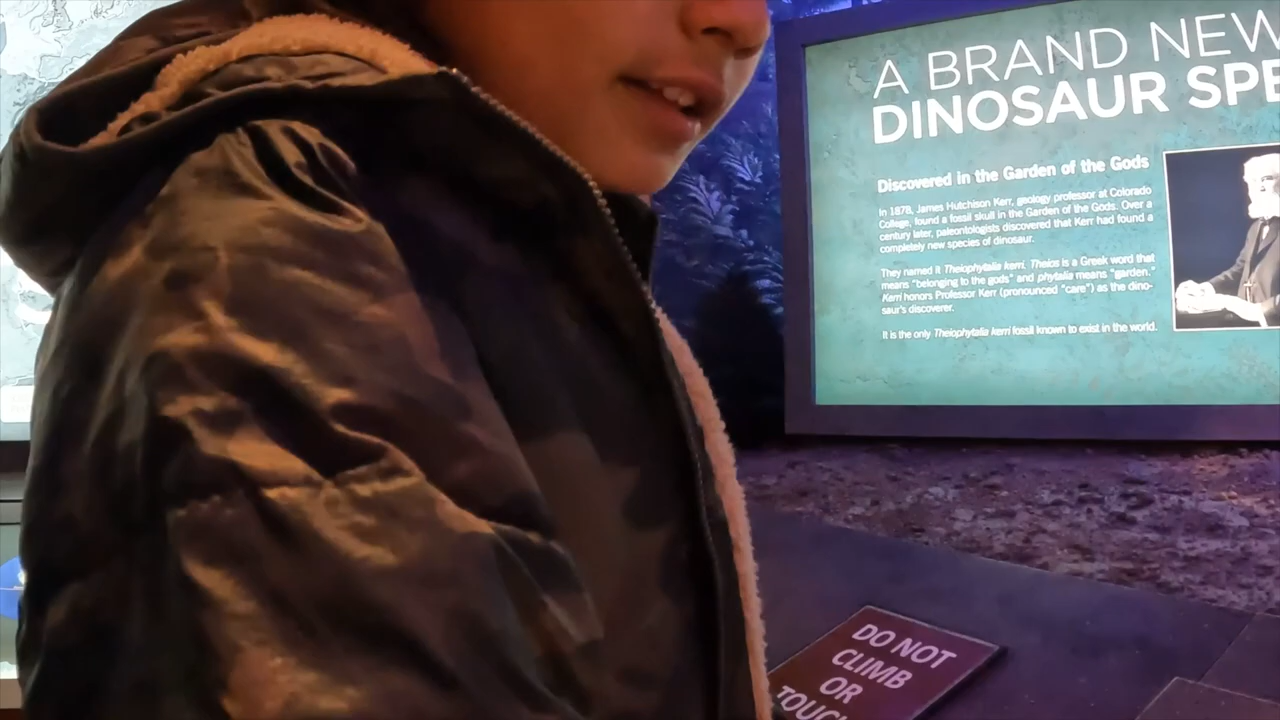 A BRAND NEW
DINOSAUR SPE
Discovered in the Garden of the Gods
In 1878, James Hutchison Kerr, geology professor at Colorado
College, found a fossil skull in the Garden of the Gods. Over a
century later, paleontologists discovered that Kerr had found a
completely new species of dinosaur.
They named it Theiophytalia kerri. Theios is a Greek word that
means "belonging to the gods" and phytalia means "garden."
Kerri honors Professor Kerr (pronounced "care") as the dino-
saur's discoverer.
It is the only Theiophytalia kerri fossil known to exist in the world.
DO NOT
CLIMB
OR
TOUCH